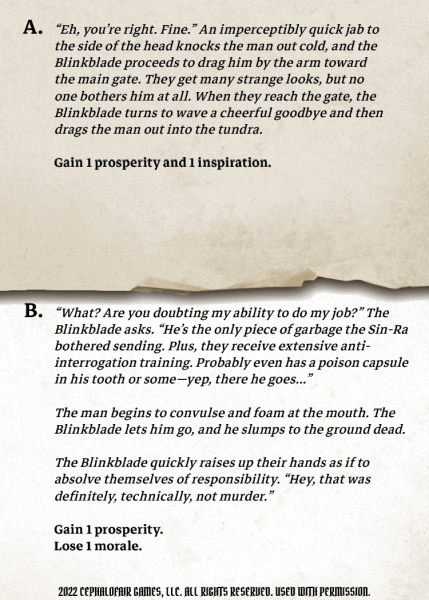 A. “Eh, you’re right. Fine.” An imperceptibly quick jab to
the side of the head knocks the man out cold, and the
Blinkblade proceeds to drag him by the arm toward
the main gate. They get many strange looks, but no
one bothers him at all. When they reach the gate, the
Blinkblade turns to wave a cheerful goodbye and then
drags the man out into the tundra.
Gain 1 prosperity and 1 inspiration.
B. “What? Are you doubting my ability to do my job?” The
Blinkblade asks. “He’s the only piece of garbage the Sin-Ra
bothered sending. Plus, they receive extensive anti-
interrogation training. Probably even has a poison capsule
in his tooth or some—yep, there he goes...”
The man begins to convulse and foam at the mouth. The
Blinkblade lets him go, and he slumps to the ground dead.
The Blinkblade quickly raises up their hands as if to
absolve themselves of responsibility. “Hey, that was
definitely, technically, not murder.”
Gain 1 prosperity.
Lose 1 morale.
2022 CEPHALOFAIR GAMES, LLC. ALL RIGHTS RESERVED. USED WITH PERMISSION.